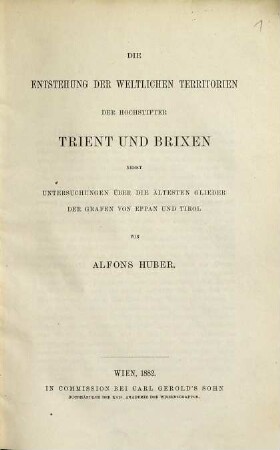 1
DIE
ENTSTEHUNG DER WELTLICHEN TERRITORIEN
DER HOCHSTIFTER
TRIENT UND BRIXEN
NEBST
UNTERSUCHUNGEN ÜBER DIE ÄLTESTEN GLIEDER
DER GRAFEN VON EPPAN UND TIROL
VON
ALFONS HUBER.
WIEN, 1882.
IN COMMISSION BEI CARL GEROLD'S SOHN
BUCHHÄNDLER DER KAIS. AKADEMIE DER WISSENSCHAFTEN.